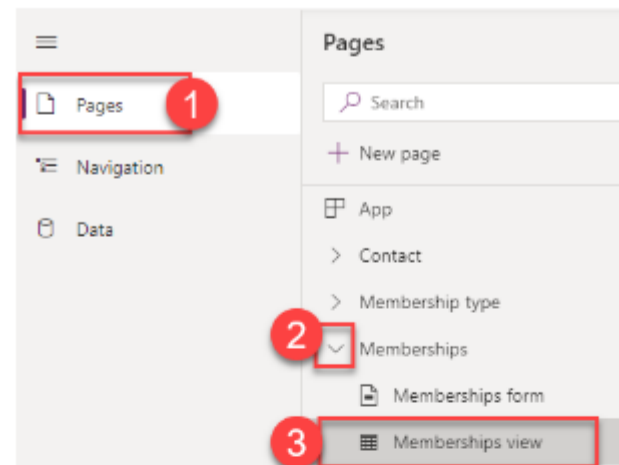 Pages
Pages
1
Search
New page
Navigation
App
Data
Contact
Membership type
2
Memberships
Memberships form
3
Memberships view